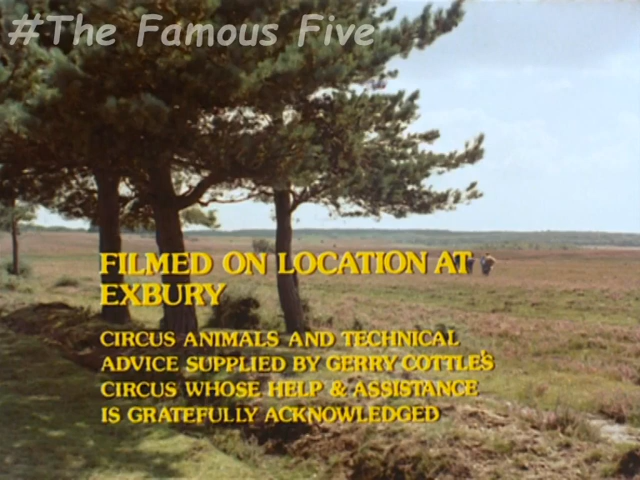 #The Famous Five
FILMED ON LOCATION AT
EXBURY
CIRCUS ANIMALS AND TECHNICAL
ADVICE SUPPLIED BY GERRY COTTLE'S
CIRCUS WHOSE HELP & ASSISTANCE
IS GRATEFULLY ACKNOWLEDGED